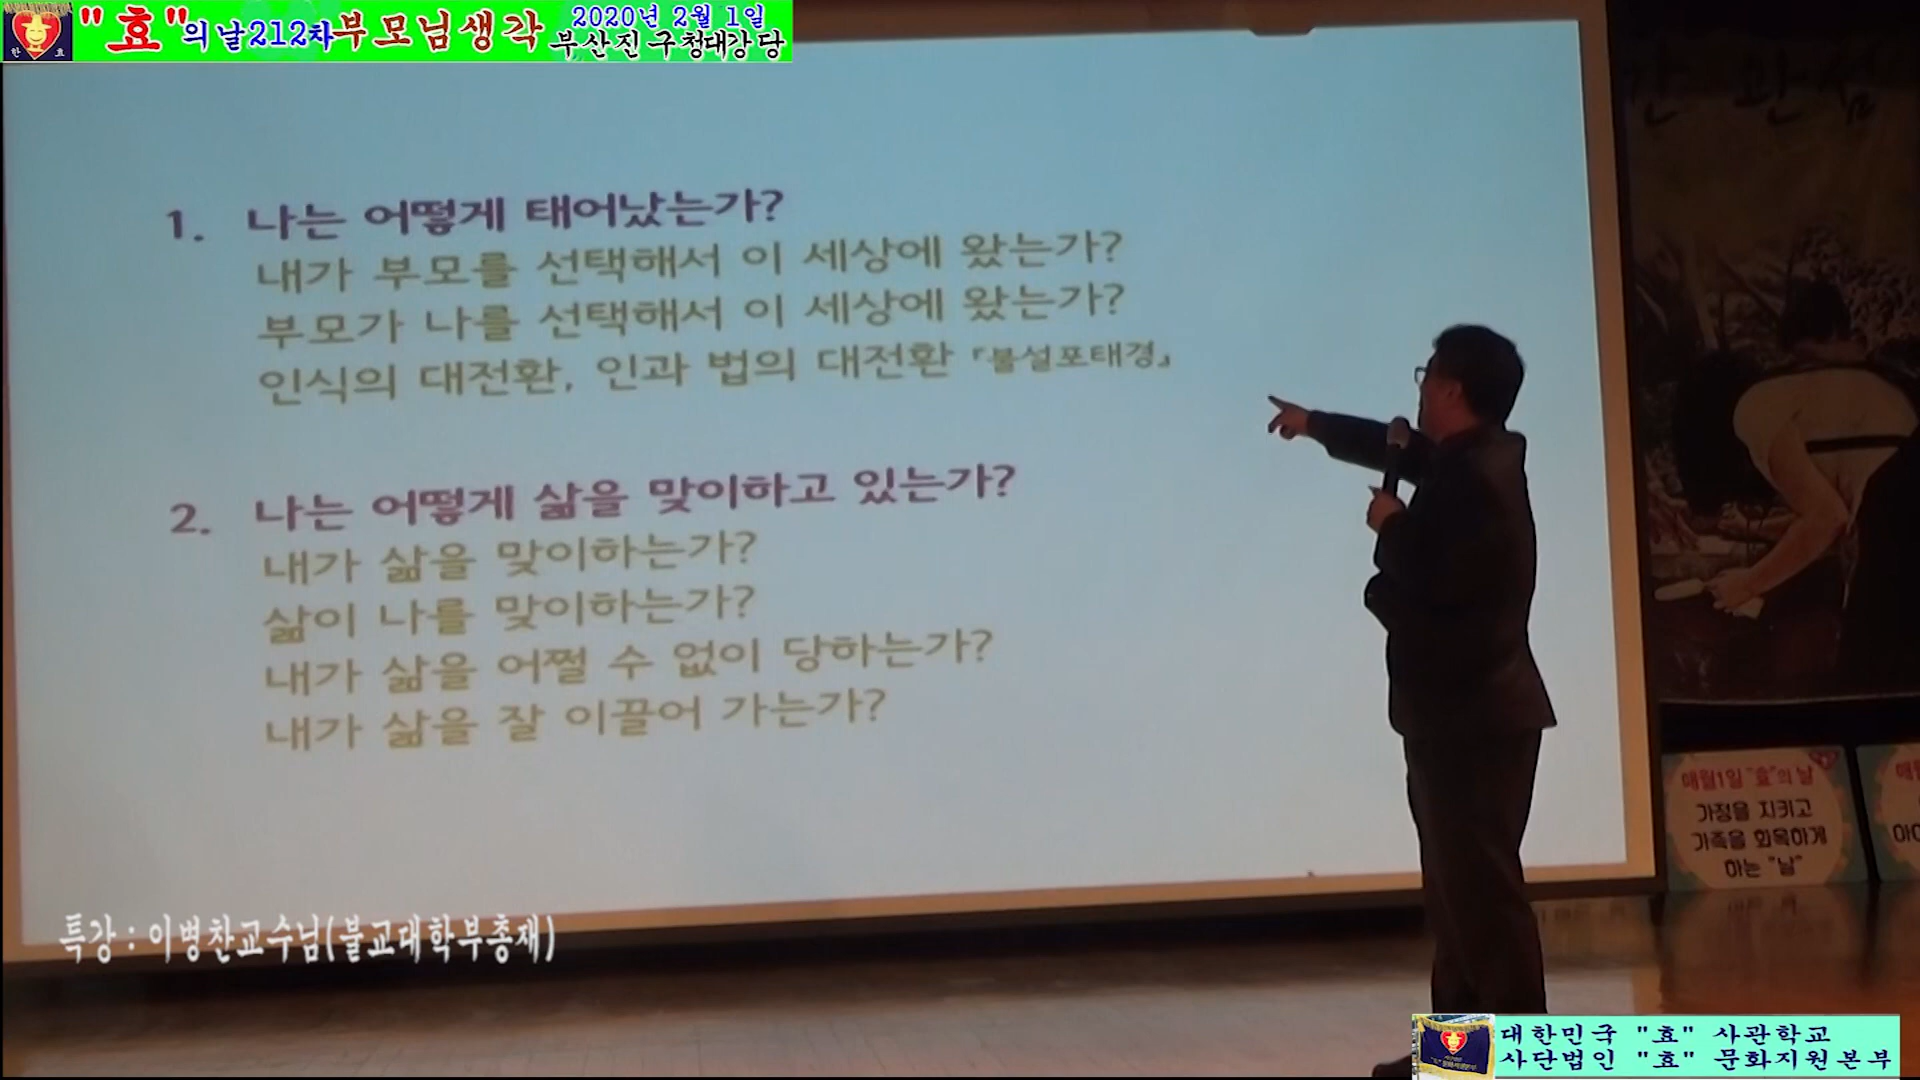 "효"의날212차부모님생각
2020년 2월 1일
부산진구청대강당
한 효
1. 나는 어떻게 태어났는가?
내가 부모를 선택해서 이 세상에 왔는가?
부모가 나를 선택해서 이 세상에 왔는가?
인식의 대전환, 인과 법의 대전환 『불설포태경』
2. 나는 어떻게 삶을 맞이하고 있는가?
내가 삶을 맞이하는가?
삶이 나를 맞이하는가?
내가 삶을 어쩔 수 없이 당하는가?
내가 삶을 잘 이끌어 가는가?
매월1일 "효"의 날
가정을 지키고
가족을 화목하게
하는 "날"
특강 : 이병찬교수님(불교대학부총재)
대한민국 "효" 사관학교
사단법인 "효" 문화지원본부